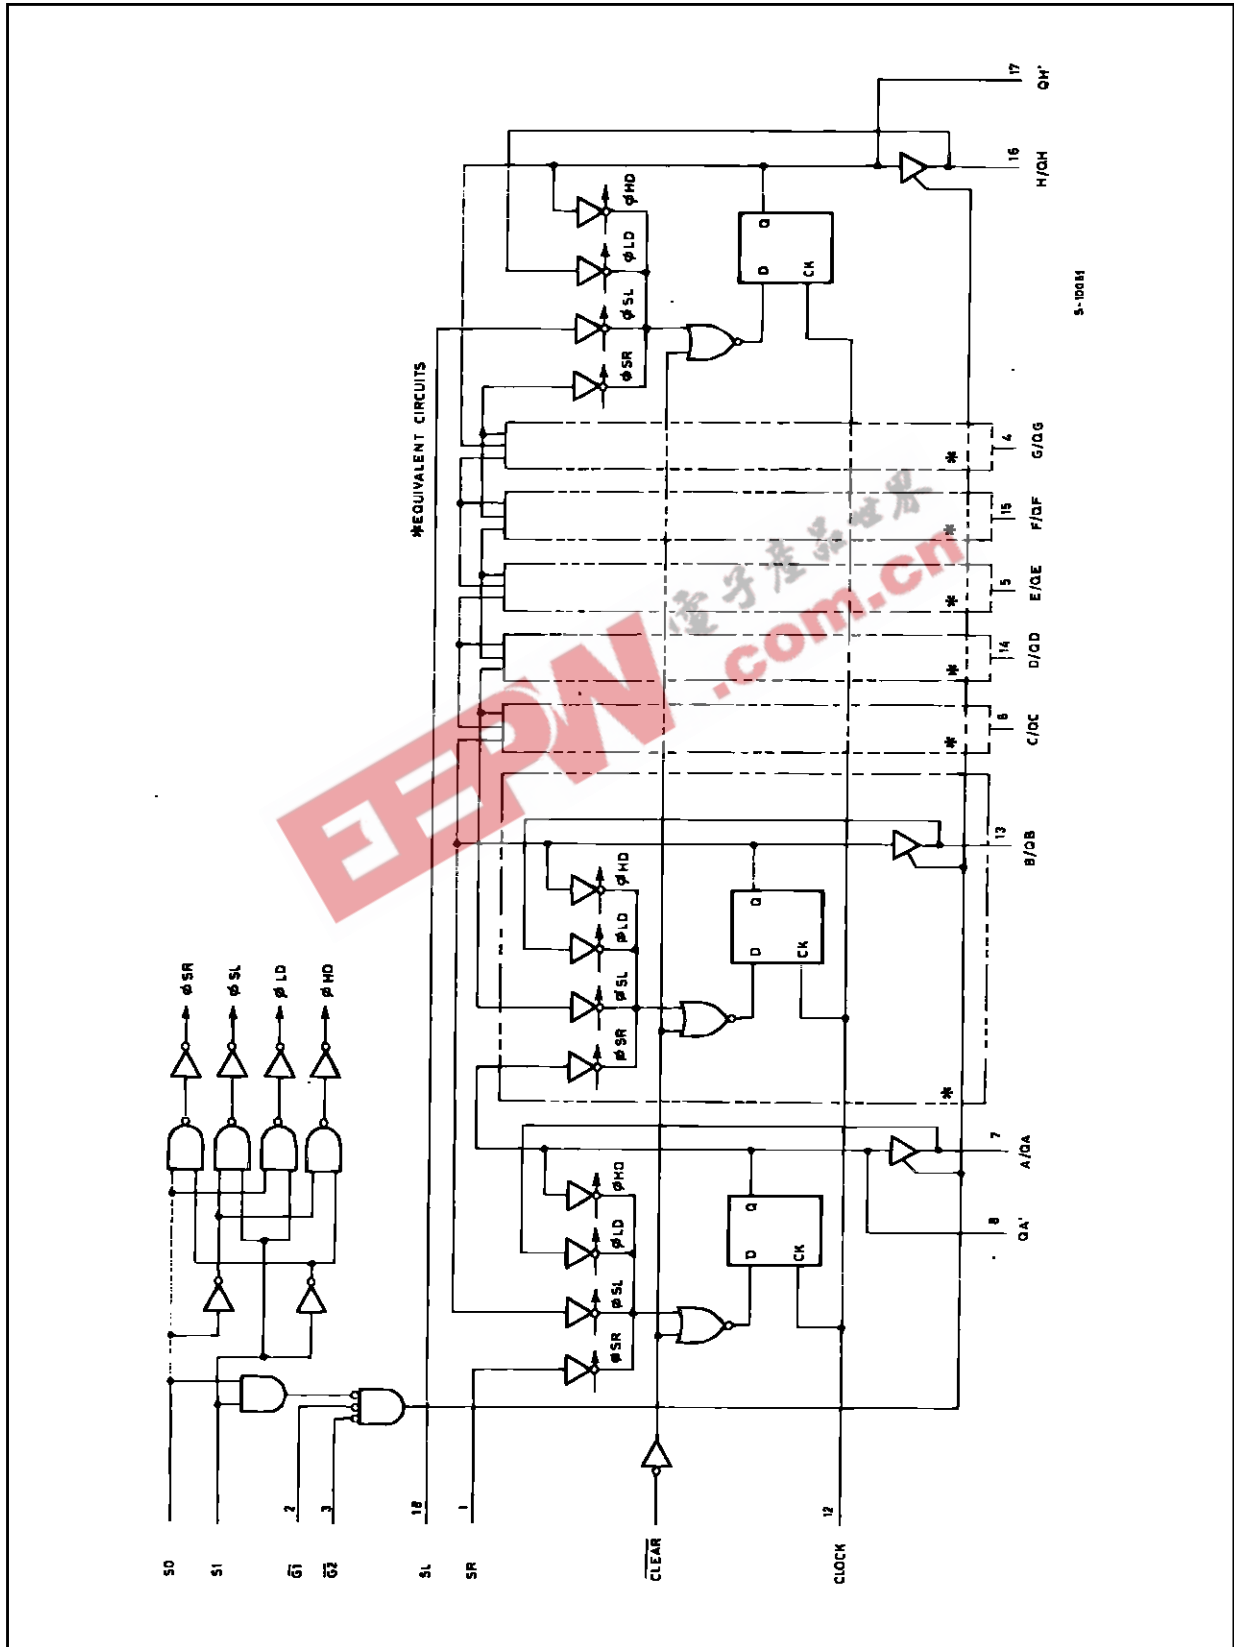 S0
S1
2
G1
3
G2
18
SL
1
SR
CLEAR
12
CLOCK
ϕSR
ϕSL
ϕLD
ϕHD
ϕSR
ϕSL
ϕLD
ϕHD
D
Q
CK
8
QA'
7
A/QA
*
ϕSR
ϕSL
ϕLD
ϕHD
D
Q
CK
13
B/QB
*EQUIVALENT CIRCUITS
*
6
C/QC
*
14
D/QD
*
5
E/QE
*
15
F/QF
*
4
G/QG
ϕSR
ϕSL
ϕLD
ϕHD
D
Q
CK
16
H/QH
17
QH'
S-10051
EEPW
電子產品世界
.com.cn